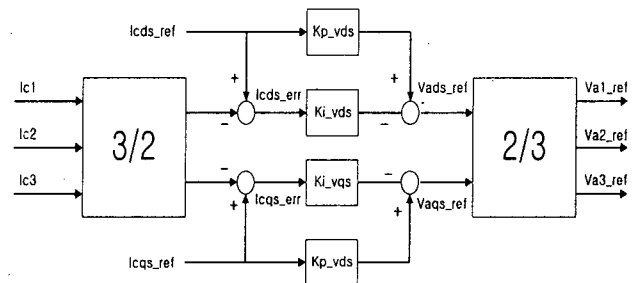 Icds_ref
Kp_vds
+
+
Ic1
Icds_err
Vads_ref
Va1_ref
Ki_vds
−
−
Ic2
3/2
2/3
Va2_ref
−
−
Ki_vqs
Ic3
Va3_ref
+
Icqs_err
+
Vaqs_ref
Icqs_ref
Kp_vds